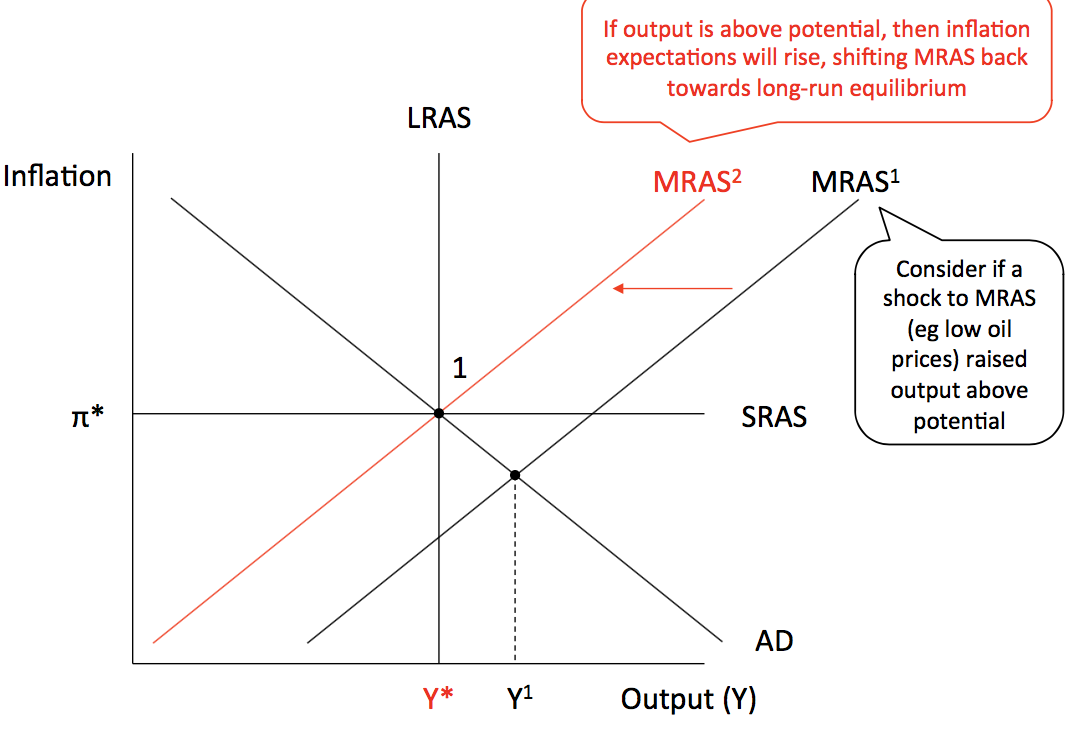 If output is above potential, then inflation
expectations will rise, shifting MRAS back
towards long-run equilibrium
LRAS
Inflation
MRAS²
MRAS¹
Consider if a
shock to MRAS
(eg low oil
prices) raised
output above
potential
1
π*
SRAS
AD
Y*
Y¹
Output (Y)